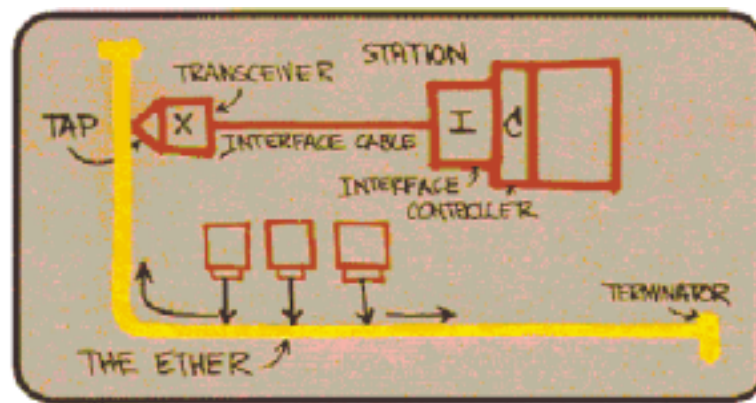 STATION
TRANSCEIVER
TAP
X
I
C
INTERFACE CABLE
INTERFACE
CONTROLLER
TERMINATOR
THE ETHER